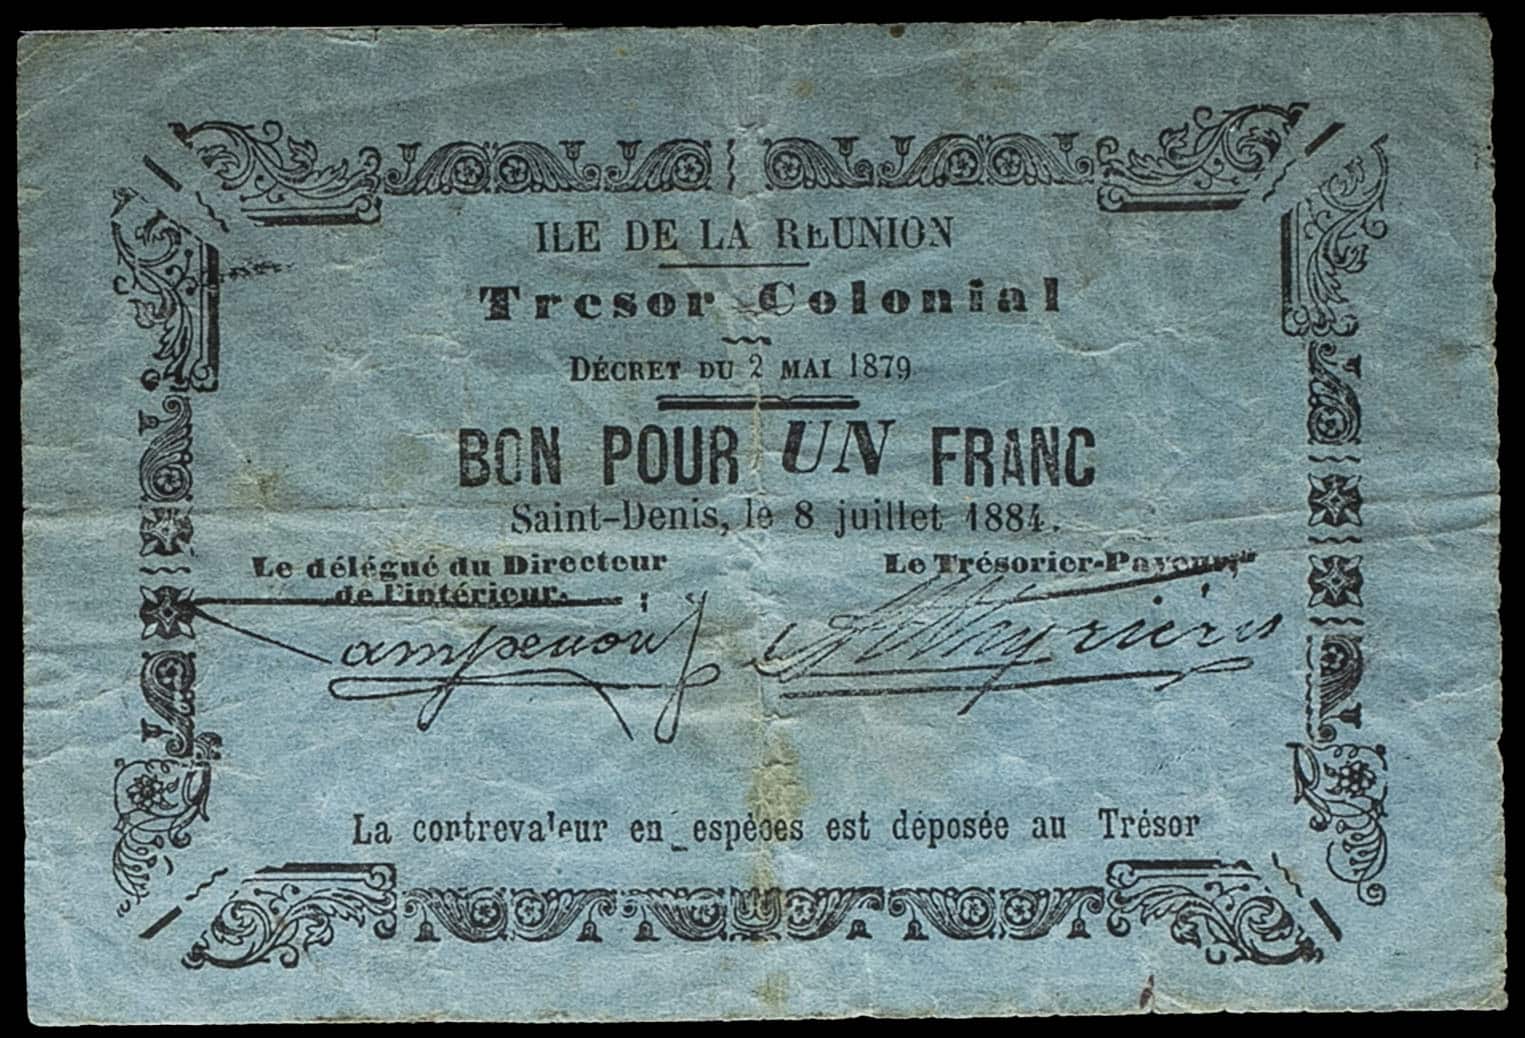 ILE DE LA REUNION
Tresor Colonial
DÉCRET DU 2 MAI 1879
BON POUR UN FRANC
Saint-Denis, le 8 juillet 1884.
Le délégué du Directeur
de l'intérieur.
Le Trésorier-Payeur
La contrevaleur en espèces est déposée au Trésor